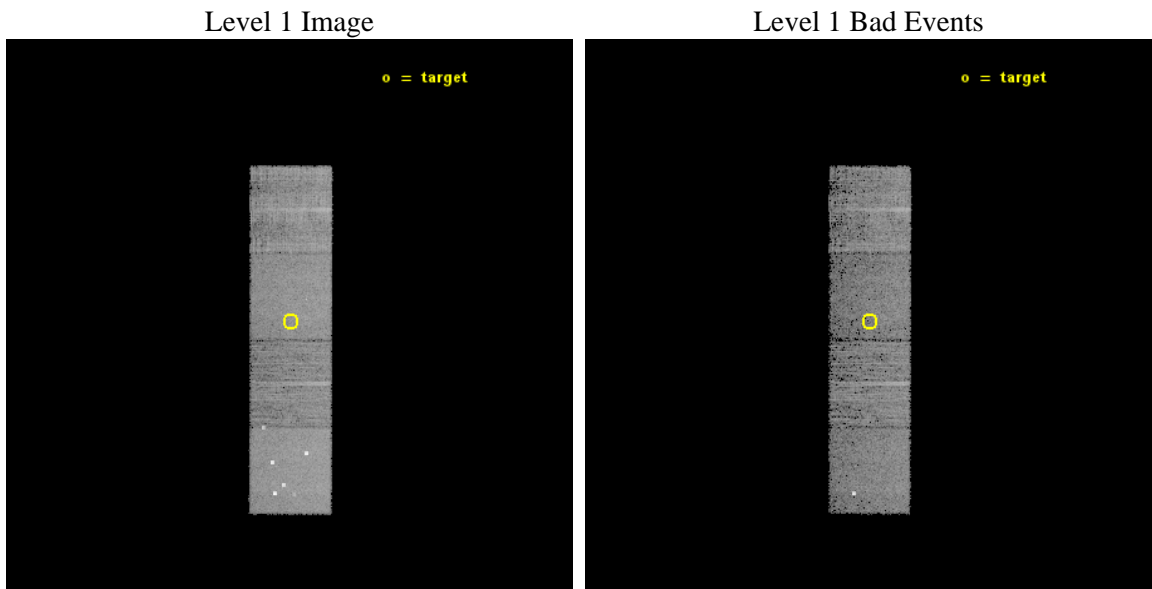 Level 1 Image
Level 1 Bad Events
o = target
o = target